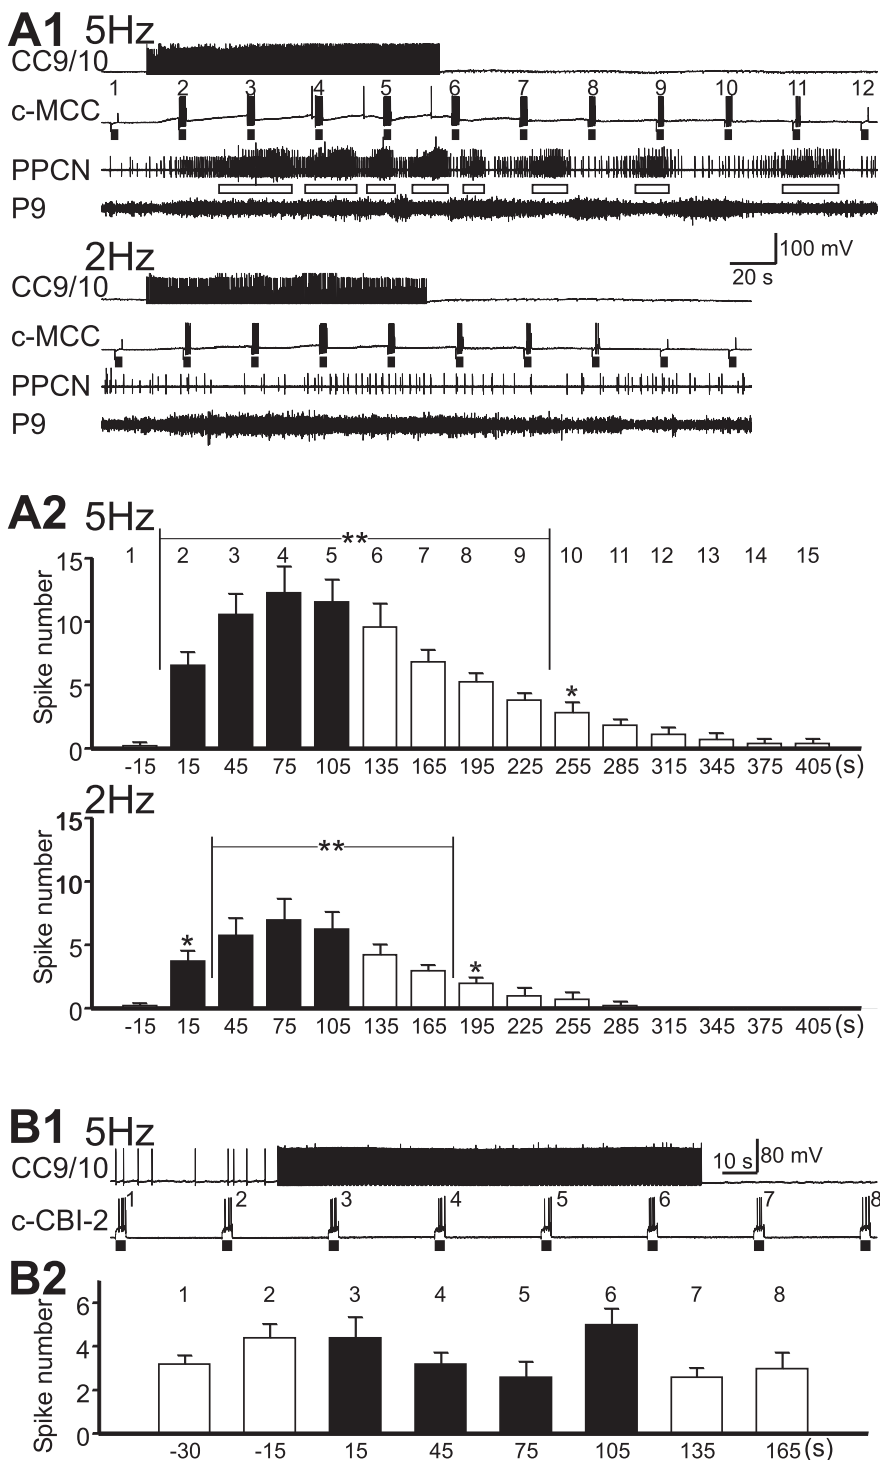 A1 5Hz
CC9/10
1 2 3 4 5 6 7 8 9 10 11 12
c-MCC
PPCN
P9
100 mV
20 s
2Hz
CC9/10
c-MCC
PPCN
P9
A2 5Hz
**
1 2 3 4 5 6 7 8 9 10 11 12 13 14 15
15
10
5
0
Spike number
*
-15 15 45 75 105 135 165 195 225 255 285 315 345 375 405 (s)
2Hz
15
10
5
0
Spike number
**
*
*
-15 15 45 75 105 135 165 195 225 255 285 315 345 375 405 (s)
B1 5Hz
CC9/10
10 s 80 mV
1 2 3 4 5 6 7 8
c-CBI-2
B2
1 2 3 4 5 6 7 8
6
4
2
0
Spike number
-30 -15 15 45 75 105 135 165 (s)